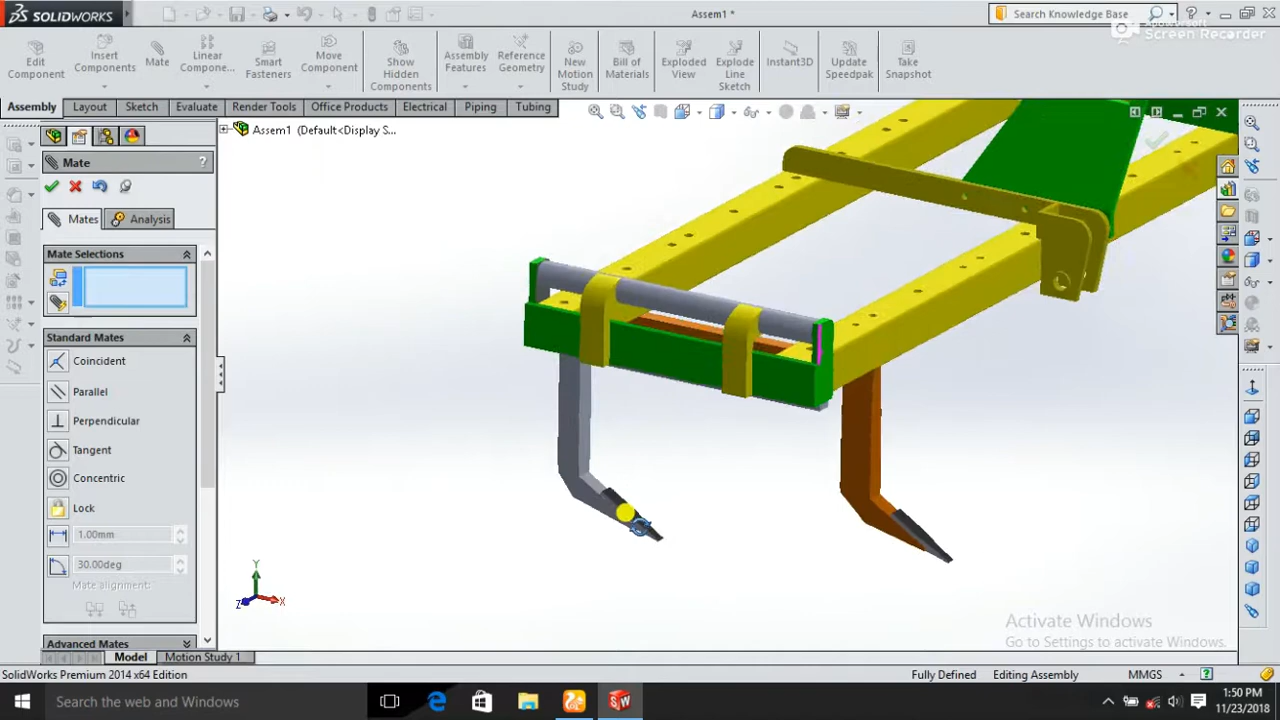 SOLIDWORKS
Assem1 *
Search Knowledge Base
Screen Recorder
Edit Component
Insert Components
Mate
Linear Compone...
Smart Fasteners
Move Component
Show Hidden Components
Assembly Features
Reference Geometry
New Motion Study
Bill of Materials
Exploded View
Explode Line Sketch
Instant3D
Update Speedpak
Take Snapshot
Assembly
Layout
Sketch
Evaluate
Render Tools
Office Products
Electrical
Piping
Tubing
Assem1 (Default<Display S...
Mate
?
Mates
Analysis
Mate Selections
Standard Mates
Coincident
Parallel
Perpendicular
Tangent
Concentric
Lock
1.00mm
30.00deg
Mate alignment:
Advanced Mates
Y
Z
X
Activate Windows
Go to Settings to activate Windows.
Model
Motion Study 1
SolidWorks Premium 2014 x64 Edition
Fully Defined
Editing Assembly
MMGS
Search the web and Windows
1:50 PM
11/23/2018